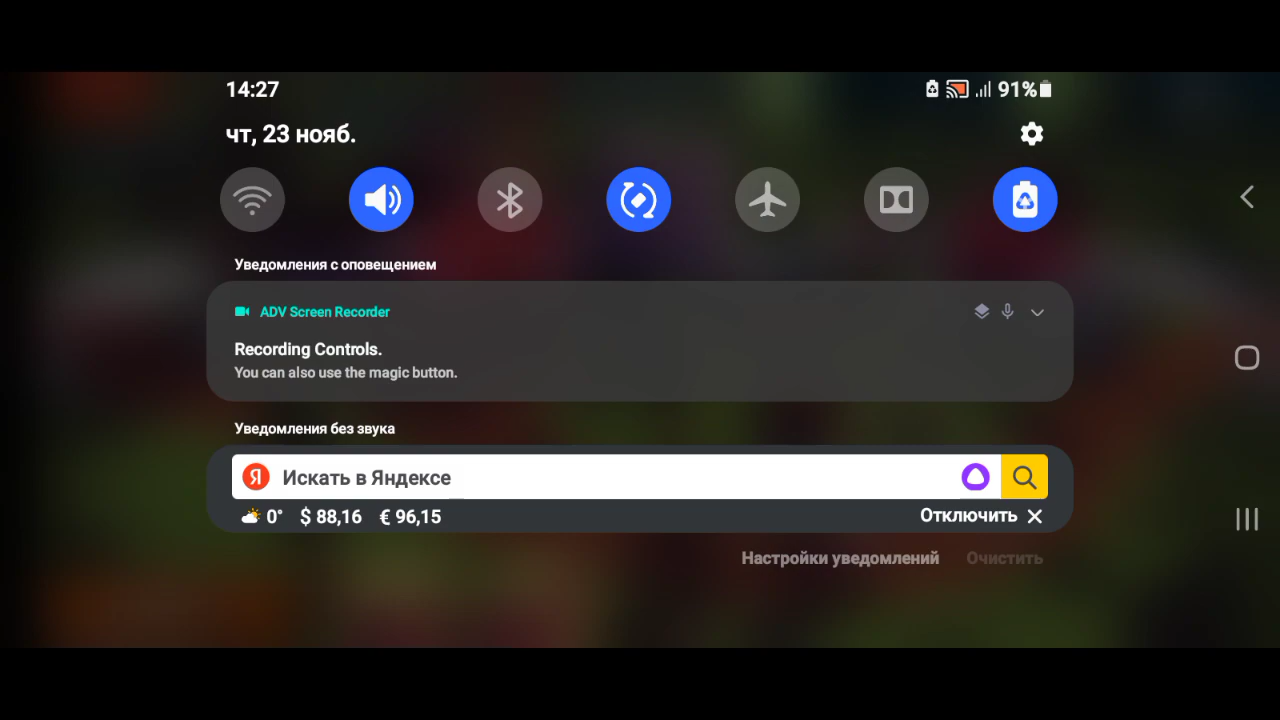 14:27
91%
чт, 23 нояб.
Уведомления с оповещением
ADV Screen Recorder
Recording Controls.
You can also use the magic button.
Уведомления без звука
Я Искать в Яндексе
0° $ 88,16 € 96,15 Отключить
Настройки уведомлений Очистить